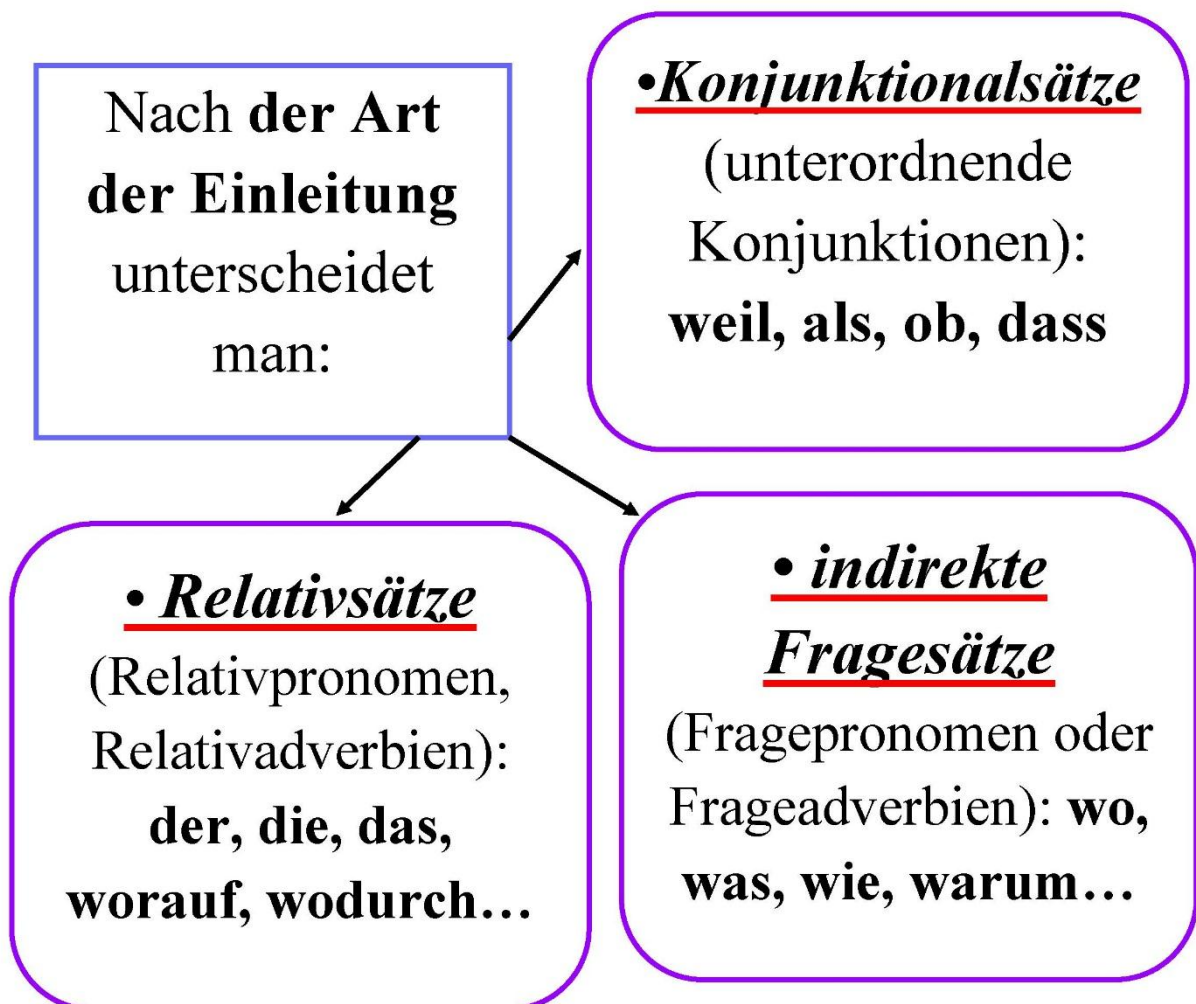 Nach der Art
der Einleitung
unterscheidet
man:
•Konjunktionalsätze
(unterordnende
Konjunktionen):
weil, als, ob, dass
• Relativsätze
(Relativpronomen,
Relativadverbien):
der, die, das,
worauf, wodurch…
• indirekte
Fragesätze
(Fragepronomen oder
Frageadverbien): wo,
was, wie, warum…